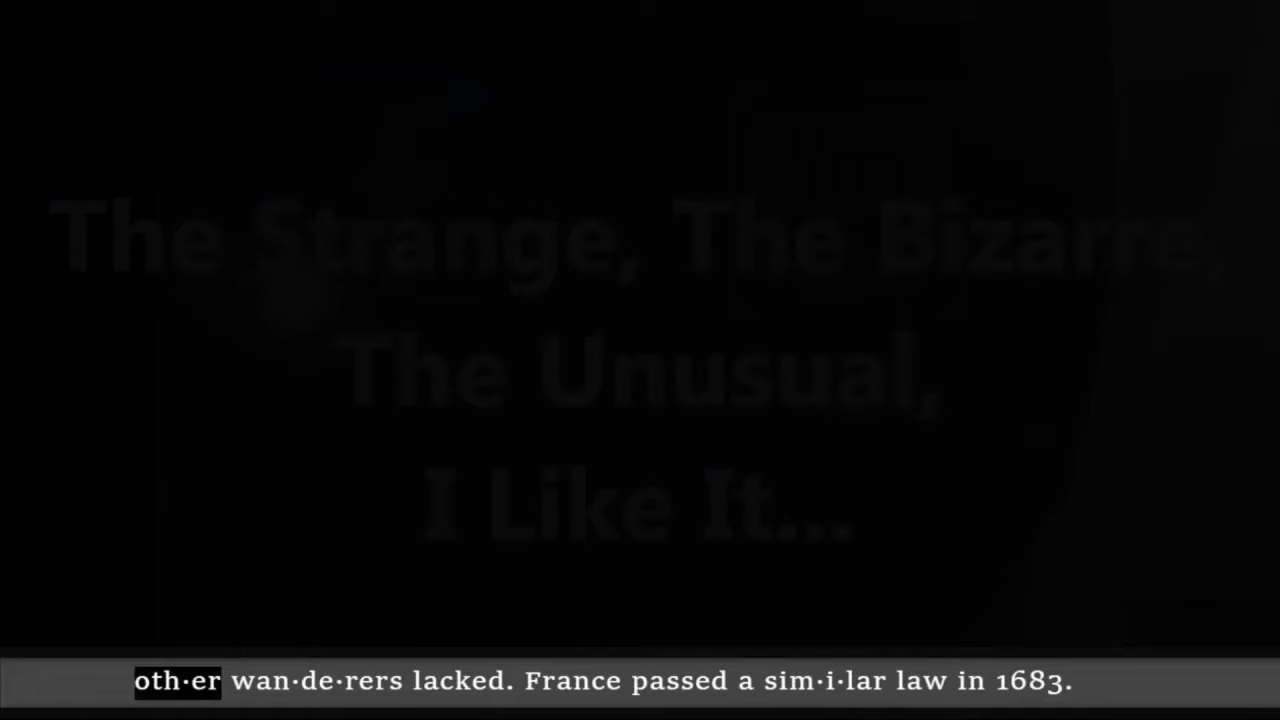 The Strange, The Bizarre,
The Unusual,
I Like It...
oth·er wan·de·rers lacked. France passed a sim·i·lar law in 1683.